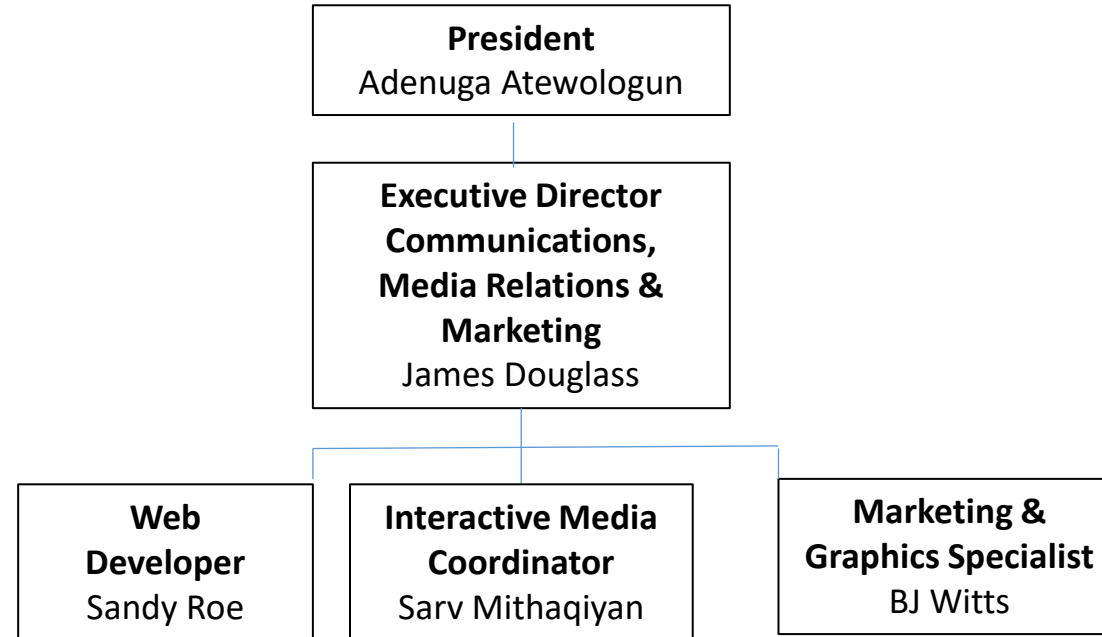 President
Adenuga Atewologun
Executive Director
Communications,
Media Relations &
Marketing
James Douglass
Web
Developer
Sandy Roe
Interactive Media
Coordinator
Sarv Mithaqiyan
Marketing &
Graphics Specialist
BJ Witts